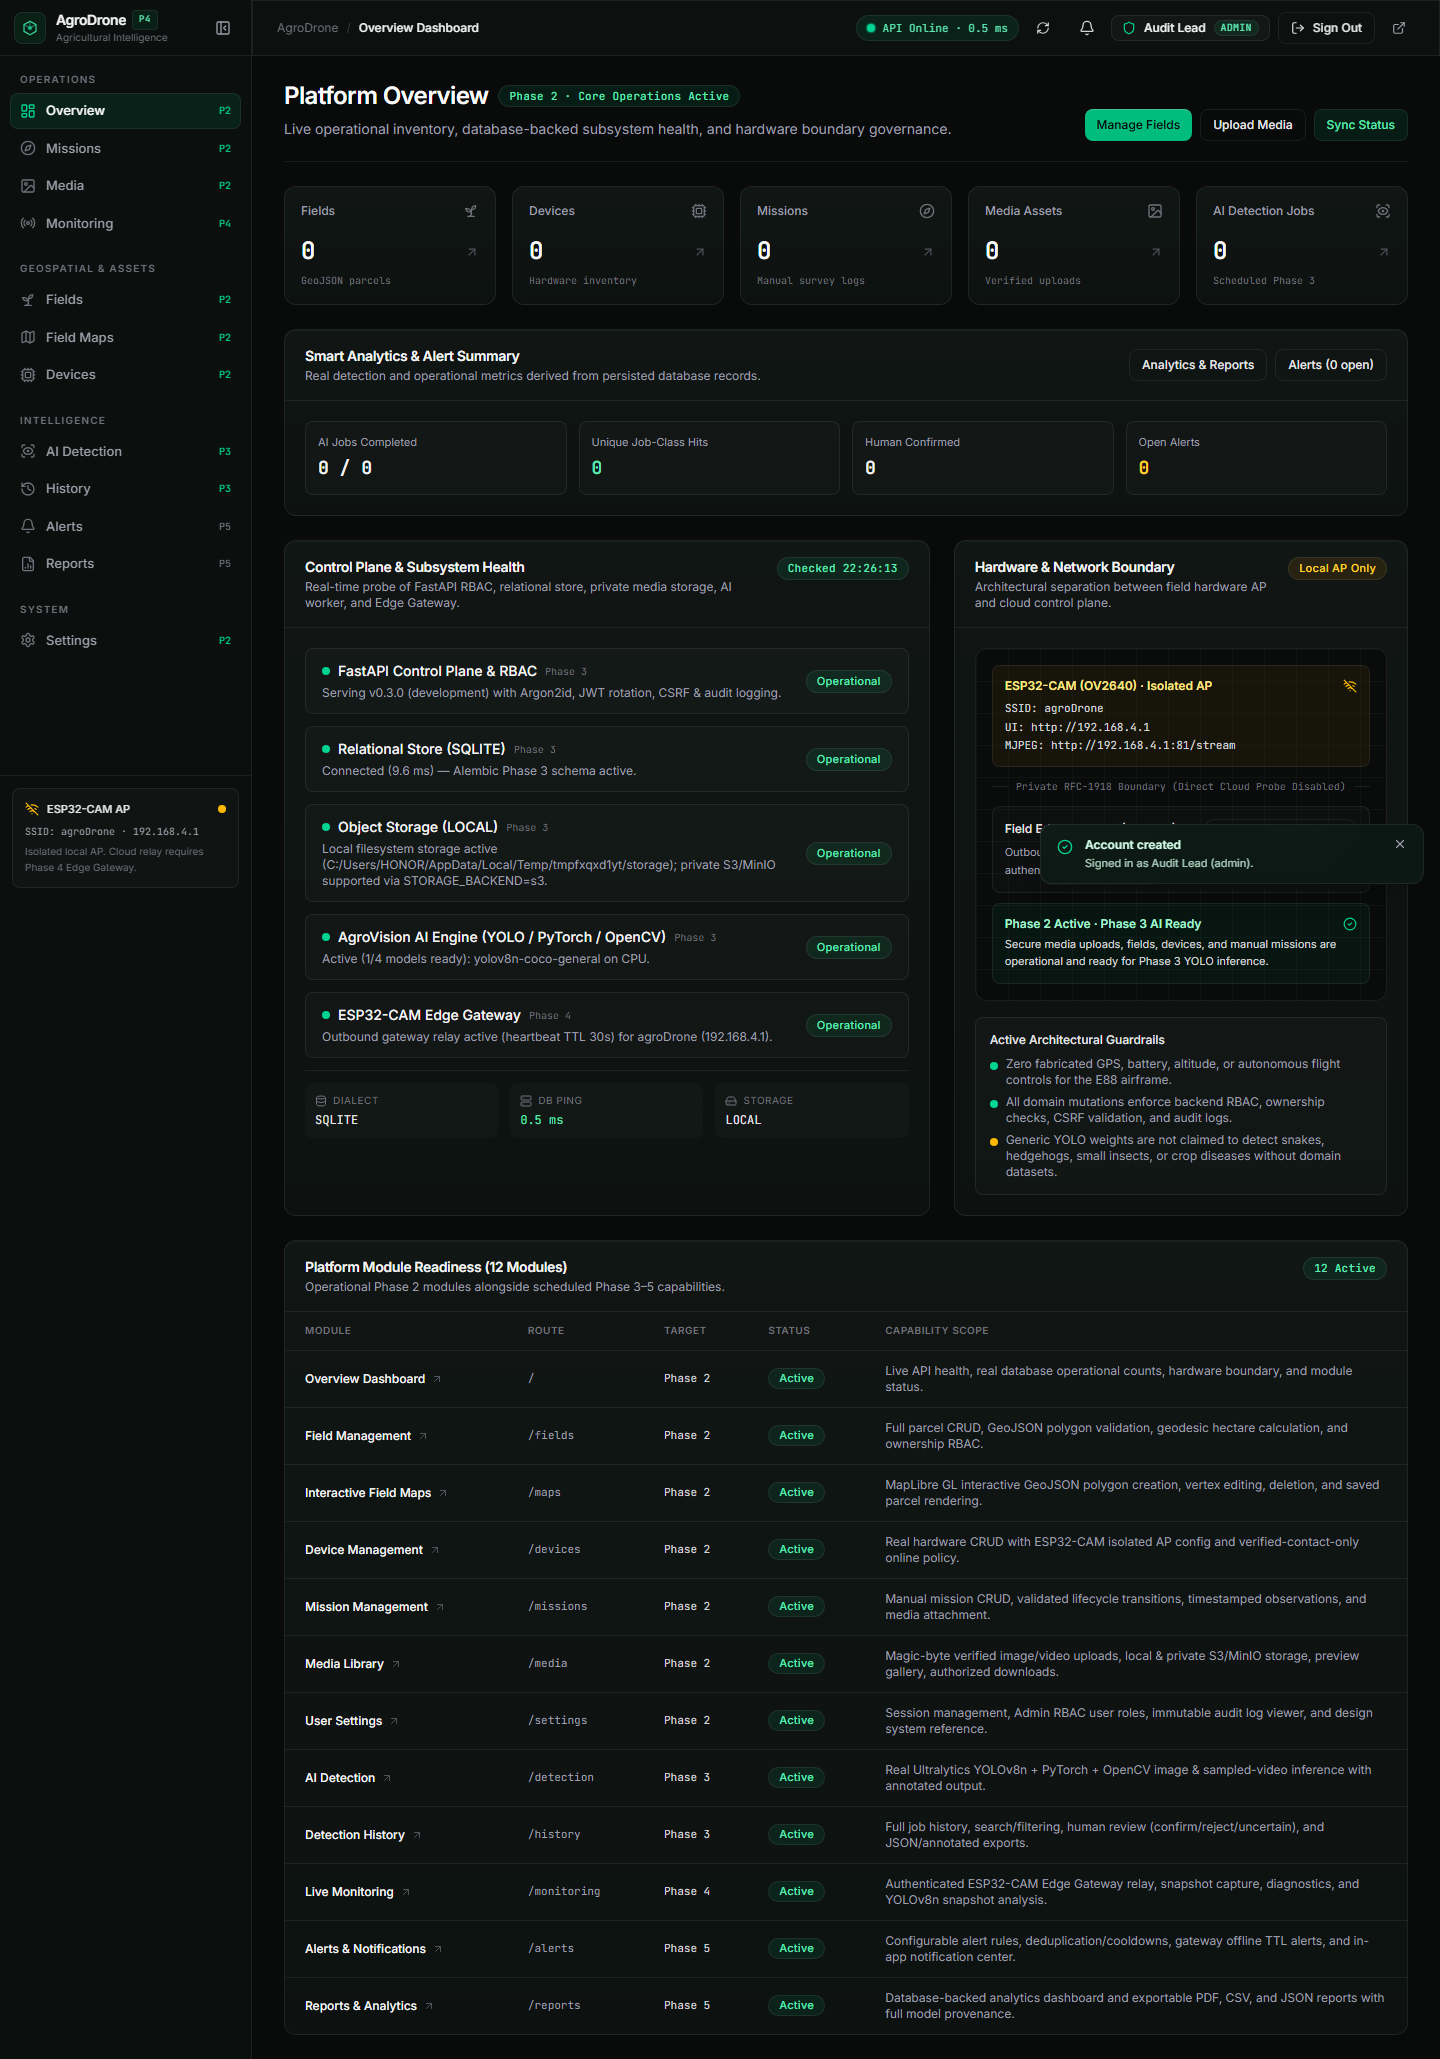 AgroDrone P4
Agricultural Intelligence
AgroDrone / Overview Dashboard
API Online · 0.5 ms
Audit Lead ADMIN
Sign Out
OPERATIONS
Overview P2
Missions P2
Media P2
Monitoring P4
GEOSPATIAL & ASSETS
Fields P2
Field Maps P2
Devices P2
INTELLIGENCE
AI Detection P3
History P3
Alerts P5
Reports P5
SYSTEM
Settings P2
ESP32-CAM AP
SSID: agroDrone · 192.168.4.1
Isolated local AP. Cloud relay requires
Phase 4 Edge Gateway.
Platform Overview Phase 2 · Core Operations Active
Live operational inventory, database-backed subsystem health, and hardware boundary governance.
Manage Fields Upload Media Sync Status
Fields
0
GeoJSON parcels
Devices
0
Hardware inventory
Missions
0
Manual survey logs
Media Assets
0
Verified uploads
AI Detection Jobs
0
Scheduled Phase 3
Smart Analytics & Alert Summary
Real detection and operational metrics derived from persisted database records.
Analytics & Reports Alerts (0 open)
AI Jobs Completed
0 / 0
Unique Job-Class Hits
0
Human Confirmed
0
Open Alerts
0
Control Plane & Subsystem Health
Checked 22:26:13
Real-time probe of FastAPI RBAC, relational store, private media storage, AI
worker, and Edge Gateway.
FastAPI Control Plane & RBAC Phase 3
Serving v0.3.0 (development) with Argon2id, JWT rotation, CSRF & audit logging.
Operational
Relational Store (SQLITE) Phase 3
Connected (9.6 ms) — Alembic Phase 3 schema active.
Operational
Object Storage (LOCAL) Phase 3
Local filesystem storage active
(C:/Users/HONOR/AppData/Local/Temp/tmpfxqxd1yt/storage); private S3/MinIO
supported via STORAGE_BACKEND=s3.
Operational
AgroVision AI Engine (YOLO / PyTorch / OpenCV) Phase 3
Active (1/4 models ready): yolov8n-coco-general on CPU.
Operational
ESP32-CAM Edge Gateway Phase 4
Outbound gateway relay active (heartbeat TTL 30s) for agroDrone (192.168.4.1).
Operational
DIALECT
SQLITE
DB PING
0.5 ms
STORAGE
LOCAL
Hardware & Network Boundary
Local AP Only
Architectural separation between field hardware AP
and cloud control plane.
ESP32-CAM (OV2640) · Isolated AP
SSID: agroDrone
UI: http://192.168.4.1
MJPEG: http://192.168.4.1:81/stream
Private RFC-1918 Boundary (Direct Cloud Probe Disabled)
Field
Account created
Signed in as Audit Lead (admin).
Phase 2 Active · Phase 3 AI Ready
Secure media uploads, fields, devices, and manual missions are
operational and ready for Phase 3 YOLO inference.
Active Architectural Guardrails
Zero fabricated GPS, battery, altitude, or autonomous flight
controls for the E88 airframe.
All domain mutations enforce backend RBAC, ownership
checks, CSRF validation, and audit logs.
Generic YOLO weights are not claimed to detect snakes,
hedgehogs, small insects, or crop diseases without domain
datasets.
Platform Module Readiness (12 Modules)
Operational Phase 2 modules alongside scheduled Phase 3–5 capabilities.
12 Active
MODULE ROUTE TARGET STATUS CAPABILITY SCOPE
Overview Dashboard / Phase 2 Active Live API health, real database operational counts, hardware boundary, and module
status.
Field Management /fields Phase 2 Active Full parcel CRUD, GeoJSON polygon validation, geodesic hectare calculation, and
ownership RBAC.
Interactive Field Maps /maps Phase 2 Active MapLibre GL interactive GeoJSON polygon creation, vertex editing, deletion, and saved
parcel rendering.
Device Management /devices Phase 2 Active Real hardware CRUD with ESP32-CAM isolated AP config and verified-contact-only
online policy.
Mission Management /missions Phase 2 Active Manual mission CRUD, validated lifecycle transitions, timestamped observations, and
media attachment.
Media Library /media Phase 2 Active Magic-byte verified image/video uploads, local & private S3/MinIO storage, preview
gallery, authorized downloads.
User Settings /settings Phase 2 Active Session management, Admin RBAC user roles, immutable audit log viewer, and design
system reference.
AI Detection /detection Phase 3 Active Real Ultralytics YOLOv8n + PyTorch + OpenCV image & sampled-video inference with
annotated output.
Detection History /history Phase 3 Active Full job history, search/filtering, human review (confirm/reject/uncertain), and
JSON/annotated exports.
Live Monitoring /monitoring Phase 4 Active Authenticated ESP32-CAM Edge Gateway relay, snapshot capture, diagnostics, and
YOLOv8n snapshot analysis.
Alerts & Notifications /alerts Phase 5 Active Configurable alert rules, deduplication/cooldowns, gateway offline TTL alerts, and in-
app notification center.
Reports & Analytics /reports Phase 5 Active Database-backed analytics dashboard and exportable PDF, CSV, and JSON reports with
full model provenance.